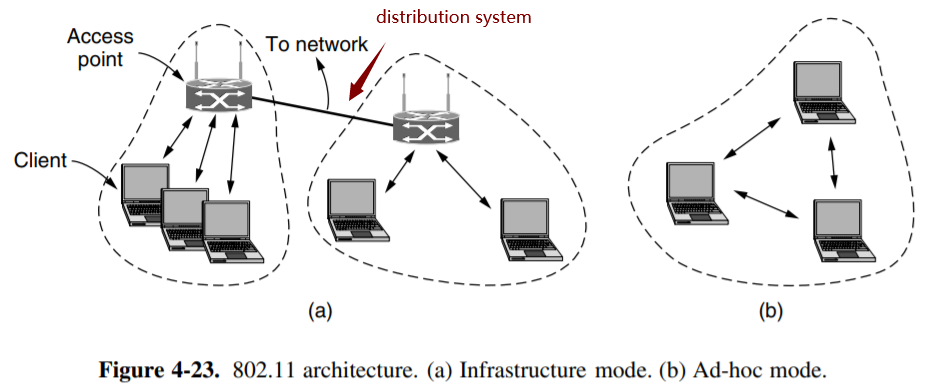 distribution system
Access
point
To network
Client
(a)
(b)
Figure 4-23. 802.11 architecture. (a) Infrastructure mode. (b) Ad-hoc mode.